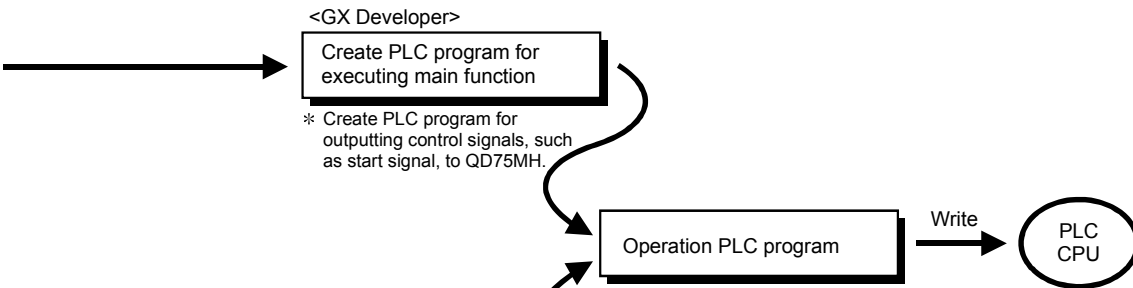 <GX Developer>
Create PLC program for
executing main function
* Create PLC program for
outputting control signals, such
as start signal, to QD75MH.
Operation PLC program
Write
PLC
CPU